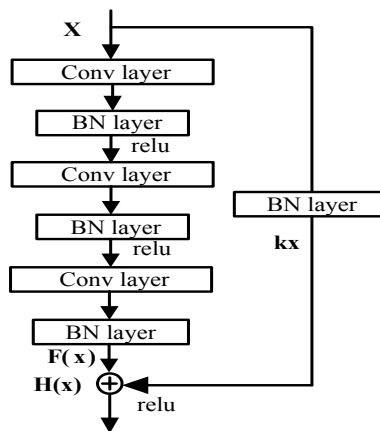 X
Conv layer
BN layer
relu
Conv layer
BN layer
BN layer
relu
kx
Conv layer
BN layer
F(x)
H(x)
relu